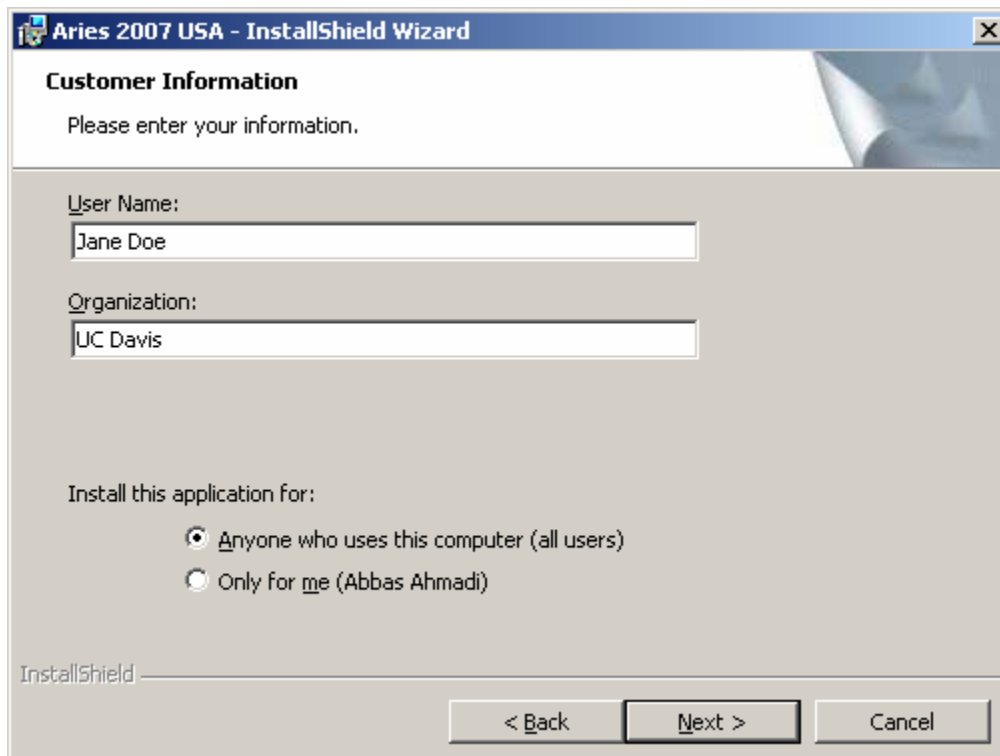 Aries 2007 USA - InstallShield Wizard
Customer Information
Please enter your information.
User Name:
Jane Doe
Organization:
UC Davis
Install this application for:
Anyone who uses this computer (all users)
Only for me (Abbas Ahmadi)
InstallShield
< Back Next > Cancel